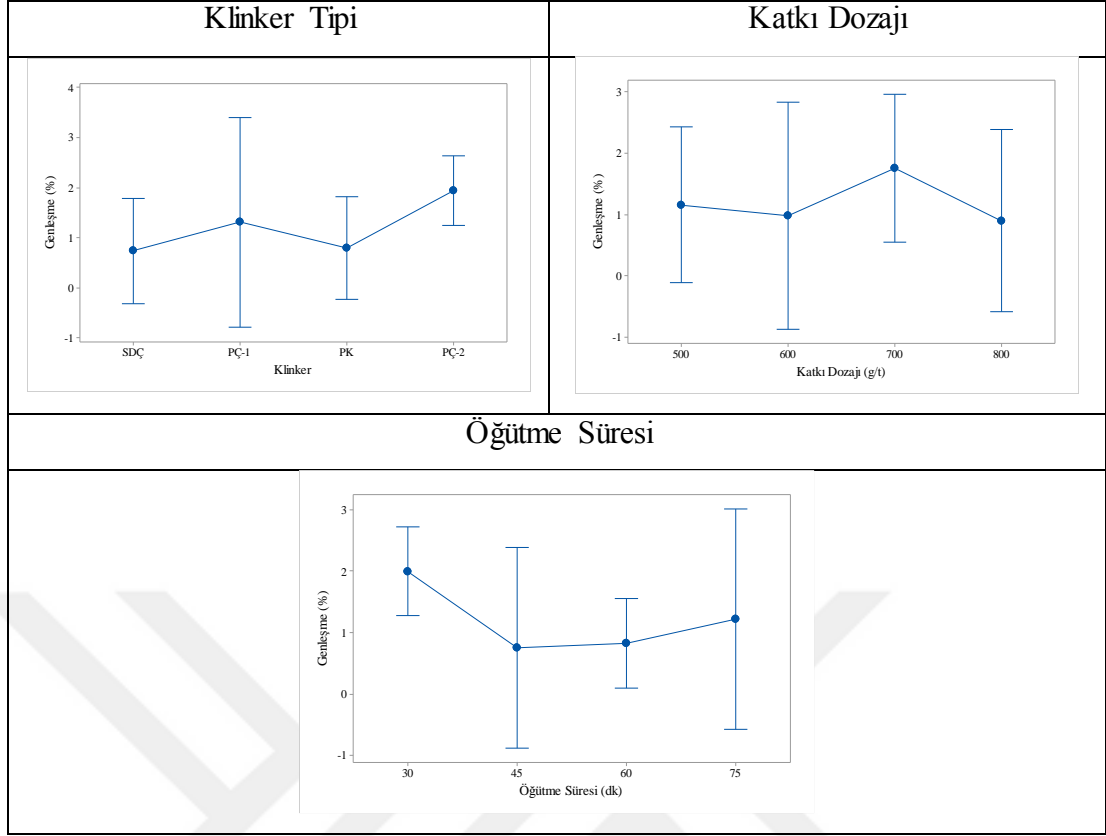 Klinker Tipi
Katkı Dozajı
4
3
2
1
0
-1
Genleşme (%)
SDÇ PÇ-1 PK PÇ-2
Klinker
3
2
1
0
-1
Genleşme (%)
500 600 700 800
Katkı Dozajı (g/t)
Öğütme Süresi
3
2
1
0
-1
Genleşme (%)
30 45 60 75
Öğütme Süresi (dk)